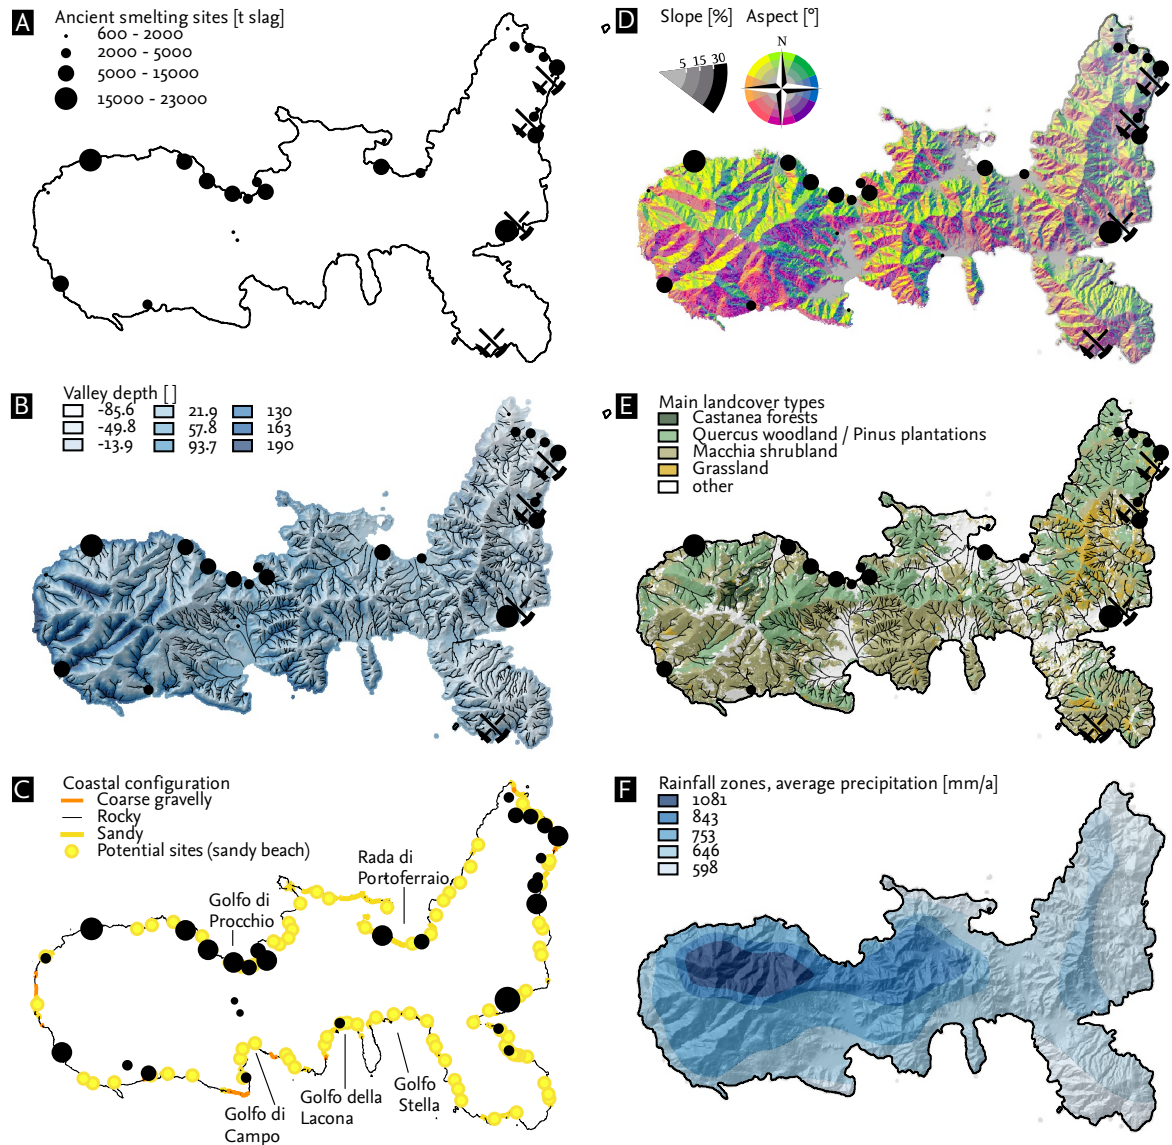 A
Ancient smelting sites [t slag]
600 - 2000
2000 - 5000
5000 - 15000
15000 - 23000
D
Slope [%] Aspect [°]
5 15 30
N
B
Valley depth [ ]
-85.6 21.9 130
-49.8 57.8 163
-13.9 93.7 190
E
Main landcover types
Castanea forests
Quercus woodland / Pinus plantations
Macchia shrubland
Grassland
other
C
Coastal configuration
Coarse gravelly
Rocky
Sandy
Potential sites (sandy beach)
Rada di
Portoferraio
Golfo di
Procchio
Golfo di
Campo
Golfo della
Lacona
Golfo
Stella
F
Rainfall zones, average precipitation [mm/a]
1081
843
753
646
598